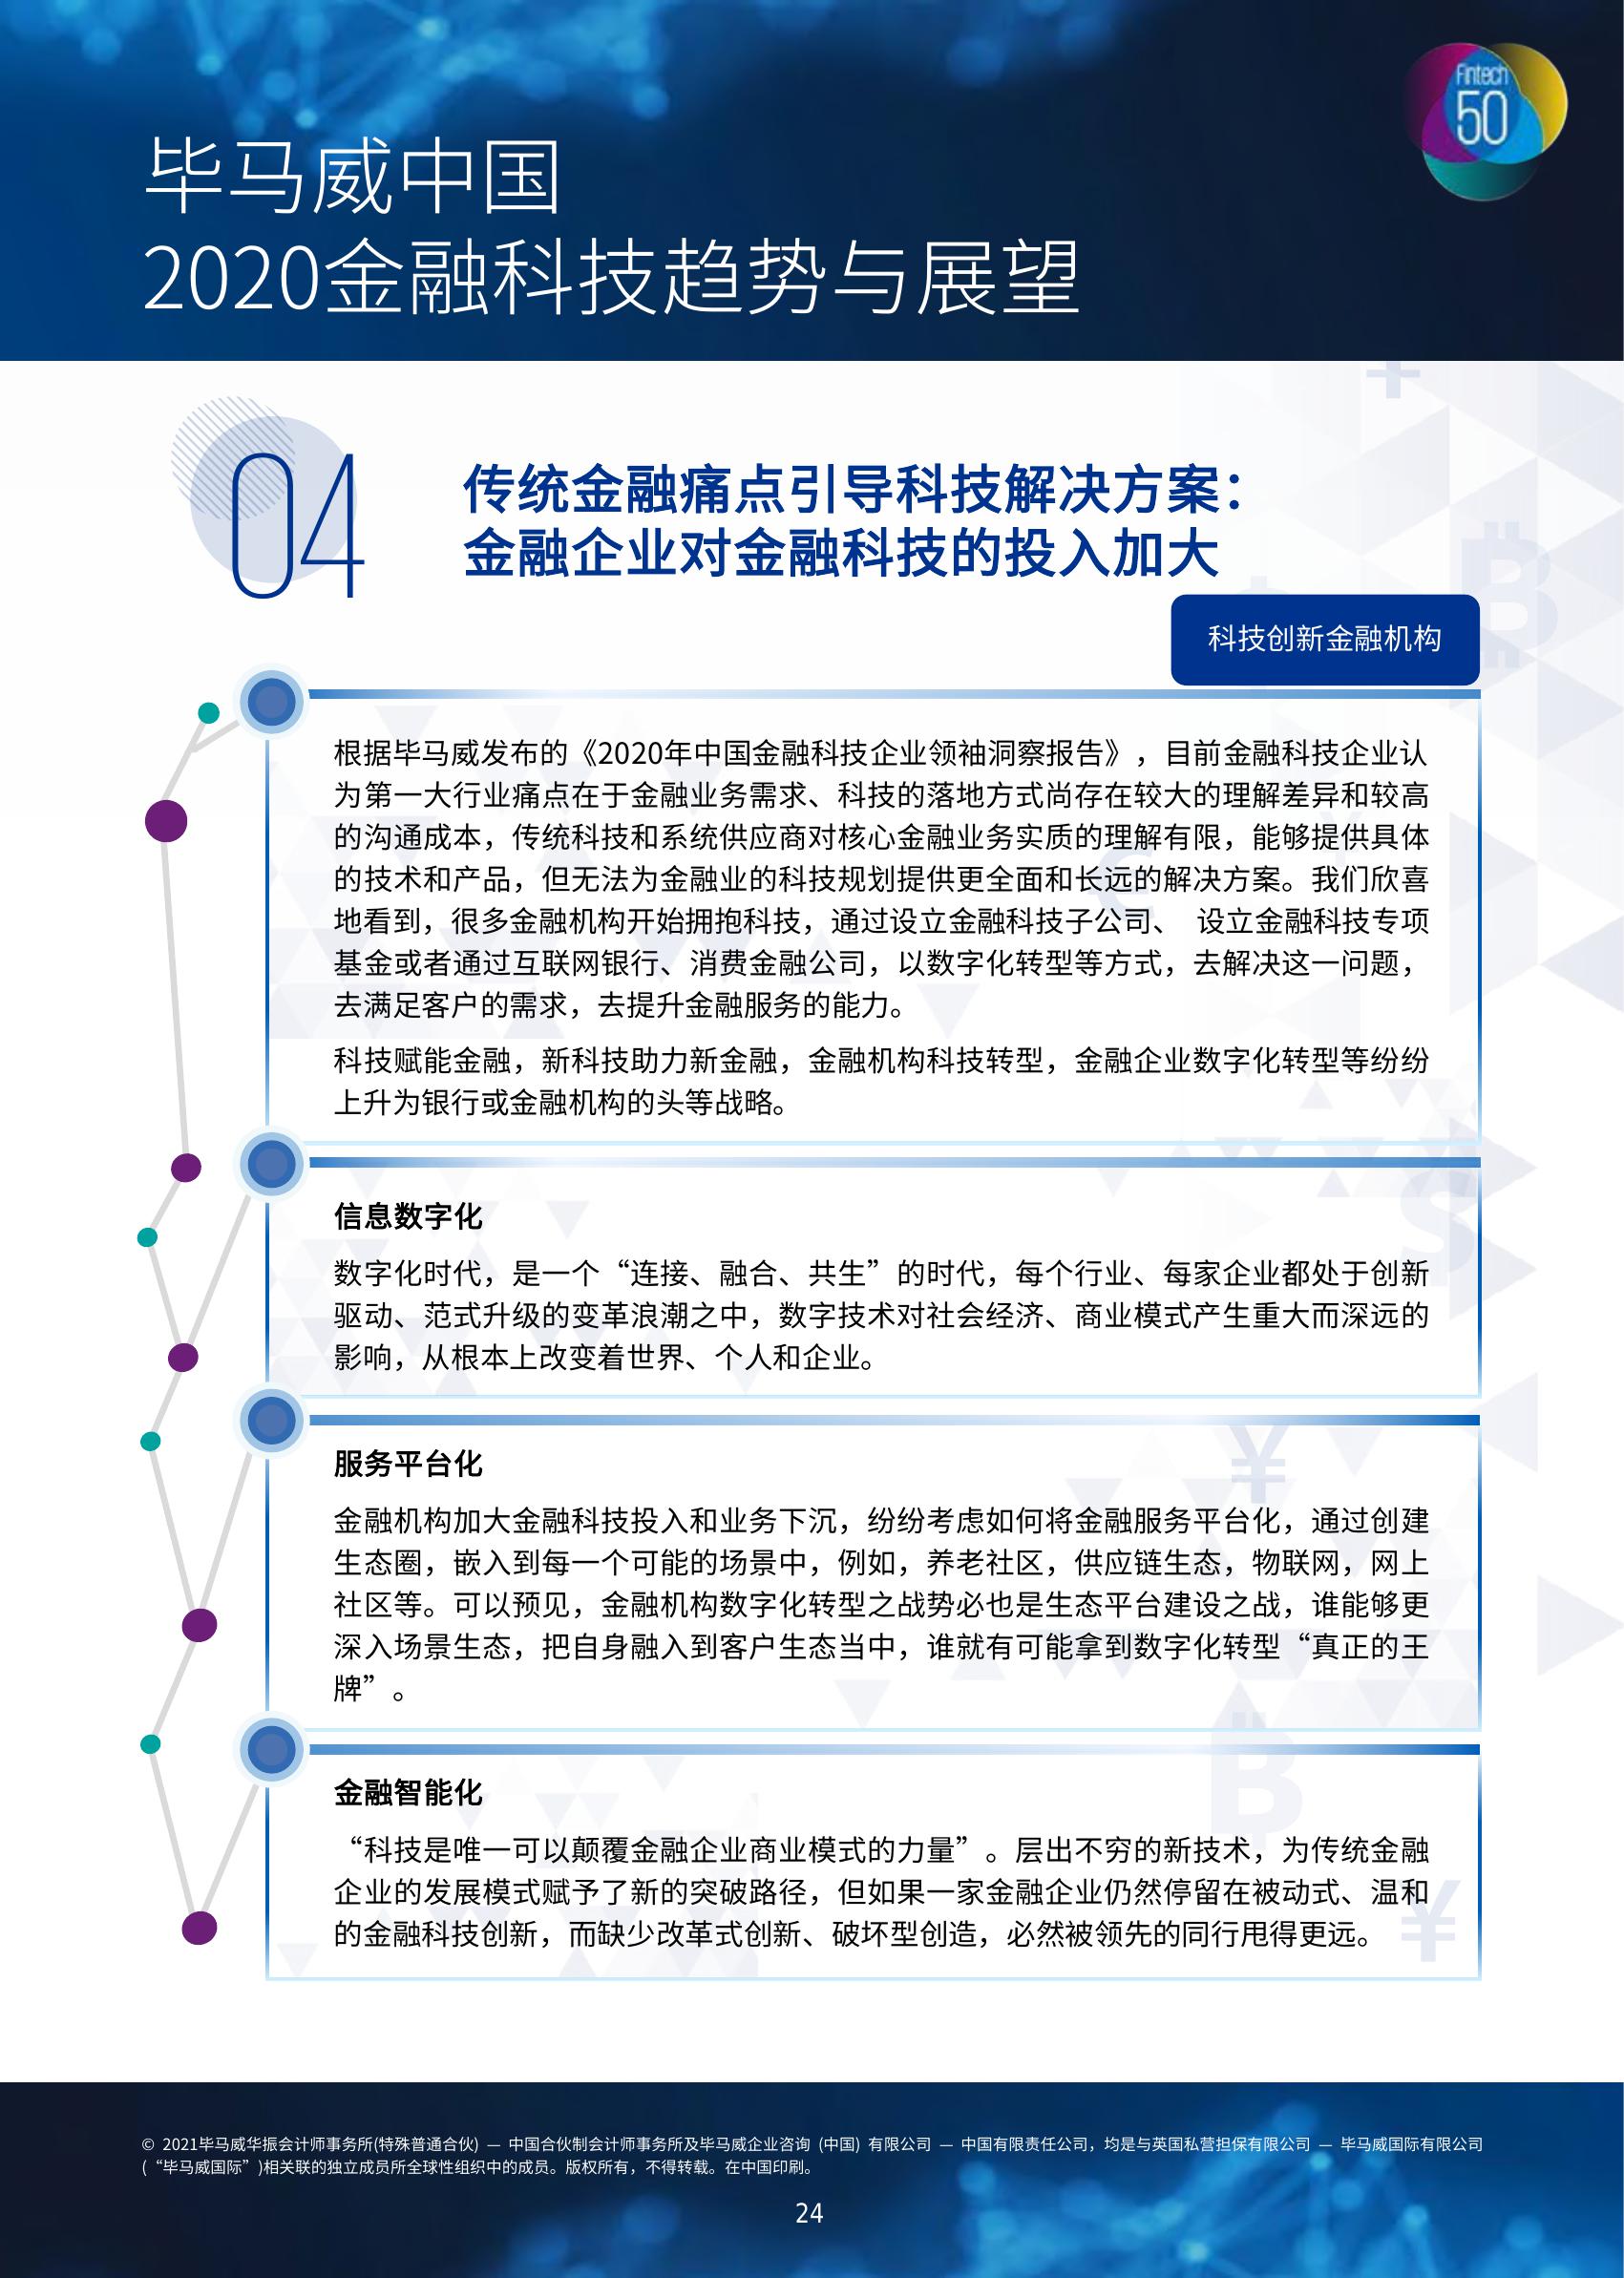 Fintech
50
毕马威中国
2020金融科技趋势与展望
04
传统金融痛点引导科技解决方案：
金融企业对金融科技的投入加大
科技创新金融机构
根据毕马威发布的《2020年中国金融科技企业领袖洞察报告》，目前金融科技企业认
为第一大行业痛点在于金融业务需求、科技的落地方式尚存在较大的理解差异和较高
的沟通成本，传统科技和系统供应商对核心金融业务实质的理解有限，能够提供具体
的技术和产品，但无法为金融业的科技规划提供更全面和长远的解决方案。我们欣喜
地看到，很多金融机构开始拥抱科技，通过设立金融科技子公司、 设立金融科技专项
基金或者通过互联网银行、消费金融公司，以数字化转型等方式，去解决这一问题，
去满足客户的需求，去提升金融服务的能力。
科技赋能金融，新科技助力新金融，金融机构科技转型，金融企业数字化转型等纷纷
上升为银行或金融机构的头等战略。
信息数字化
数字化时代，是一个“连接、融合、共生”的时代，每个行业、每家企业都处于创新
驱动、范式升级的变革浪潮之中，数字技术对社会经济、商业模式产生重大而深远的
影响，从根本上改变着世界、个人和企业。
服务平台化
金融机构加大金融科技投入和业务下沉，纷纷考虑如何将金融服务平台化，通过创建
生态圈，嵌入到每一个可能的场景中，例如，养老社区，供应链生态，物联网，网上
社区等。可以预见，金融机构数字化转型之战势必也是生态平台建设之战，谁能够更
深入场景生态，把自身融入到客户生态当中，谁就有可能拿到数字化转型“真正的王
牌”。
金融智能化
“科技是唯一可以颠覆金融企业商业模式的力量”。层出不穷的新技术，为传统金融
企业的发展模式赋予了新的突破路径，但如果一家金融企业仍然停留在被动式、温和
的金融科技创新，而缺少改革式创新、破坏型创造，必然被领先的同行甩得更远。
© 2021毕马威华振会计师事务所(特殊普通合伙) — 中国合伙制会计师事务所及毕马威企业咨询 (中国) 有限公司 — 中国有限责任公司，均是与英国私营担保有限公司 — 毕马威国际有限公司
(“毕马威国际”)相关联的独立成员所全球性组织中的成员。版权所有，不得转载。在中国印刷。
24